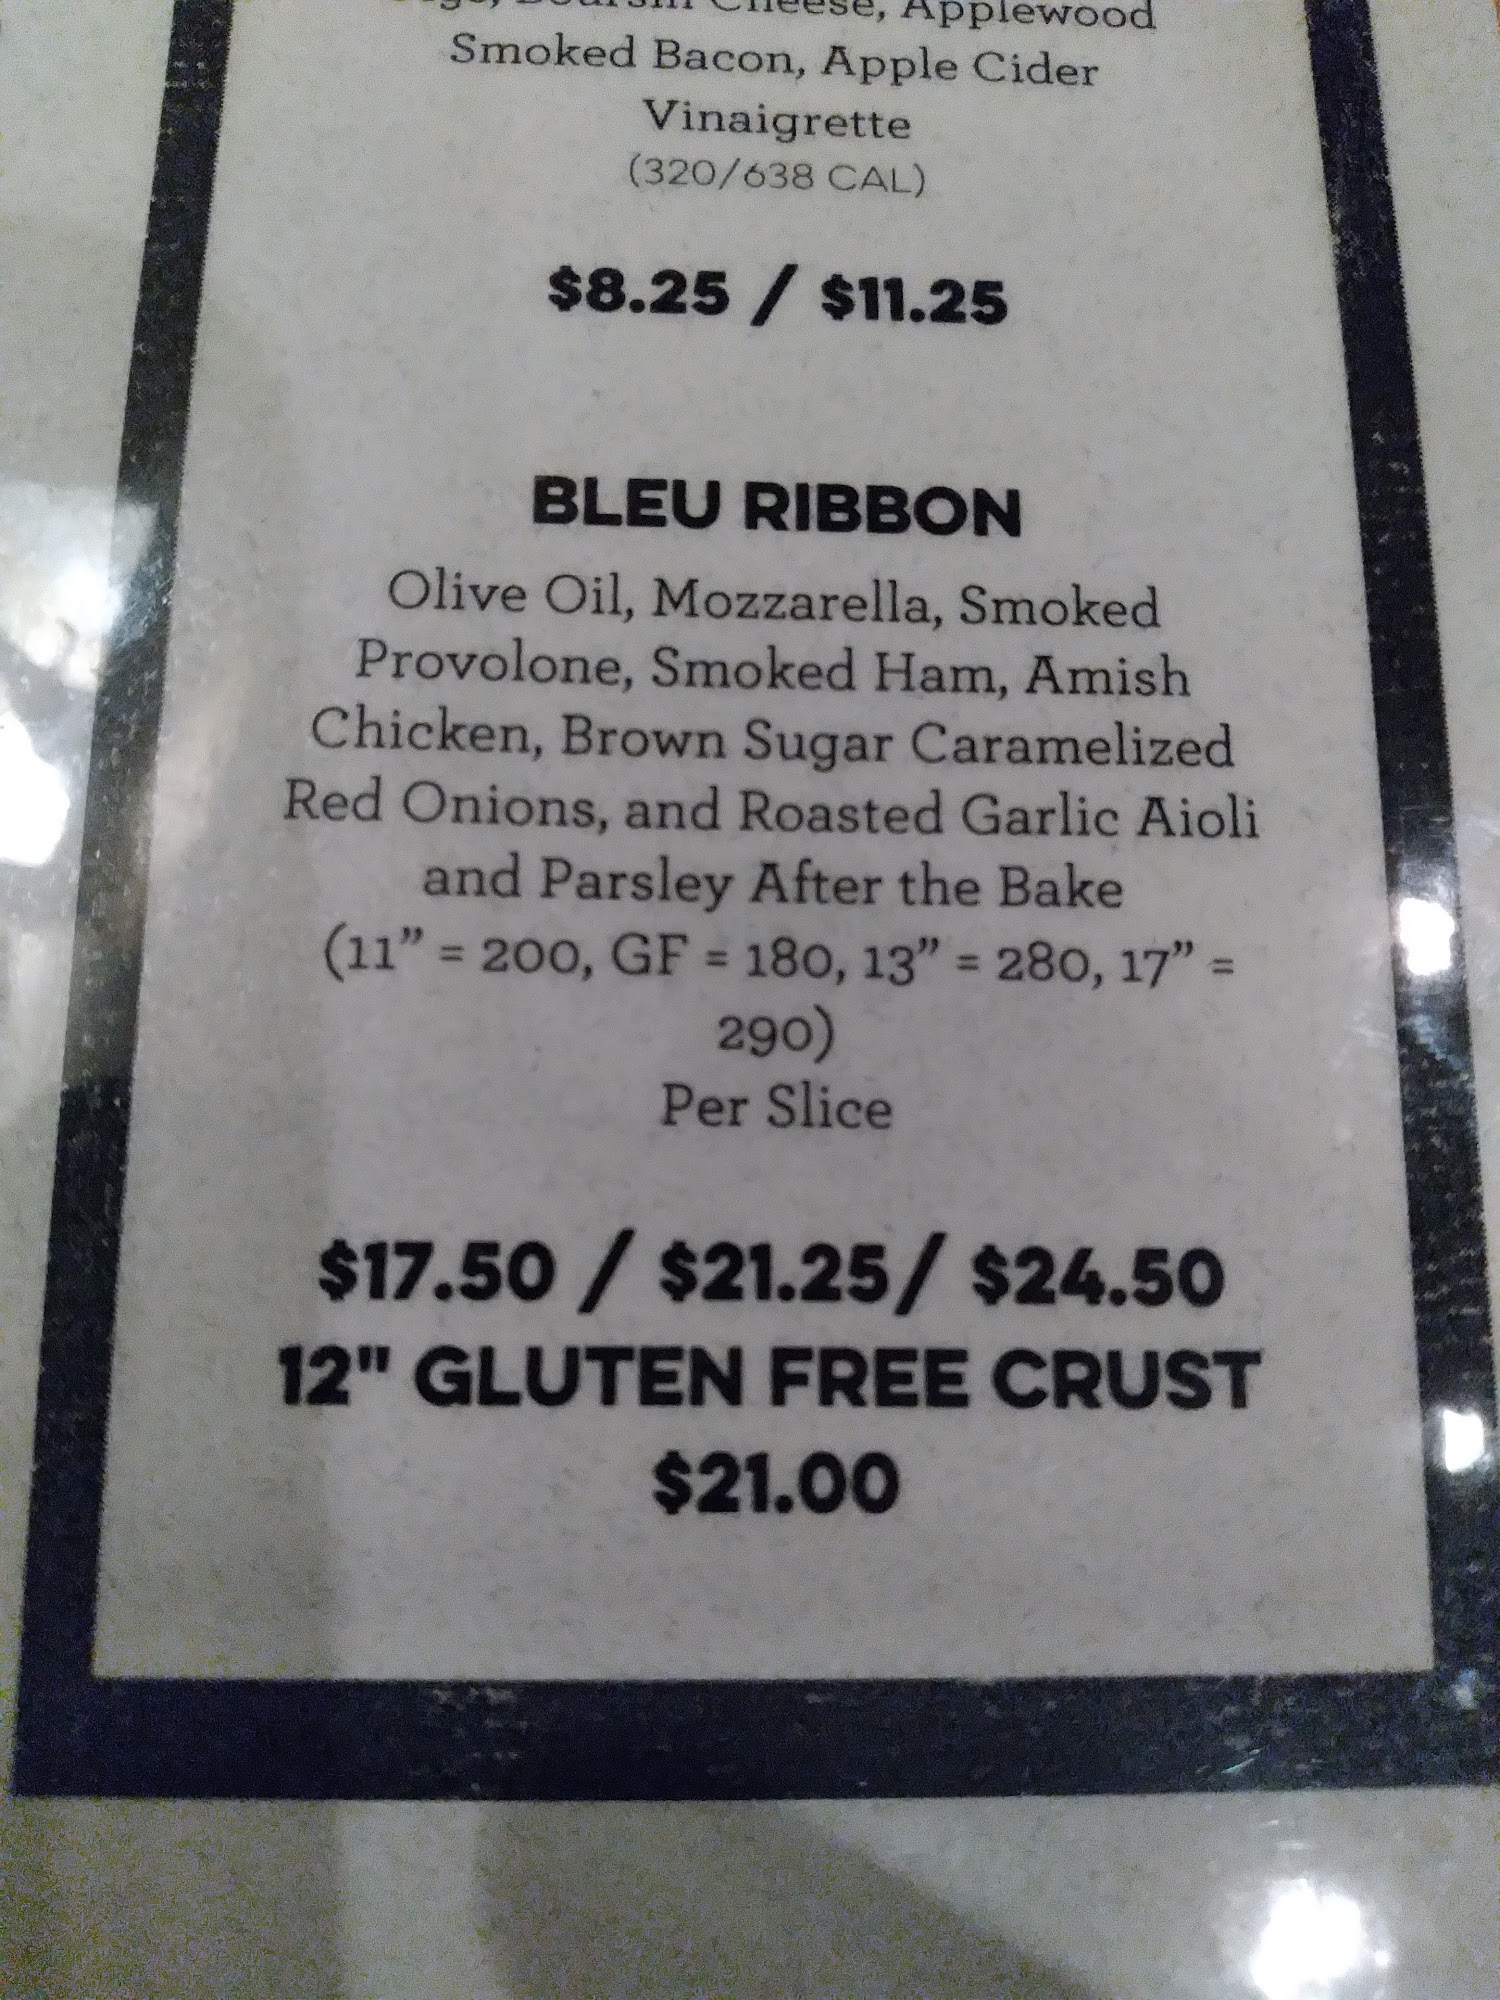 Cheese, Applewood
Smoked Bacon, Apple Cider
Vinaigrette
(320/638 CAL)
$8.25 / $11.25
BLEU RIBBON
Olive Oil, Mozzarella, Smoked
Provolone, Smoked Ham, Amish
Chicken, Brown Sugar Caramelized
Red Onions, and Roasted Garlic Aioli
and Parsley After the Bake
(11” = 200, GF = 180, 13” = 280, 17” =
290)
Per Slice
$17.50 / $21.25/ $24.50
12" GLUTEN FREE CRUST
$21.00